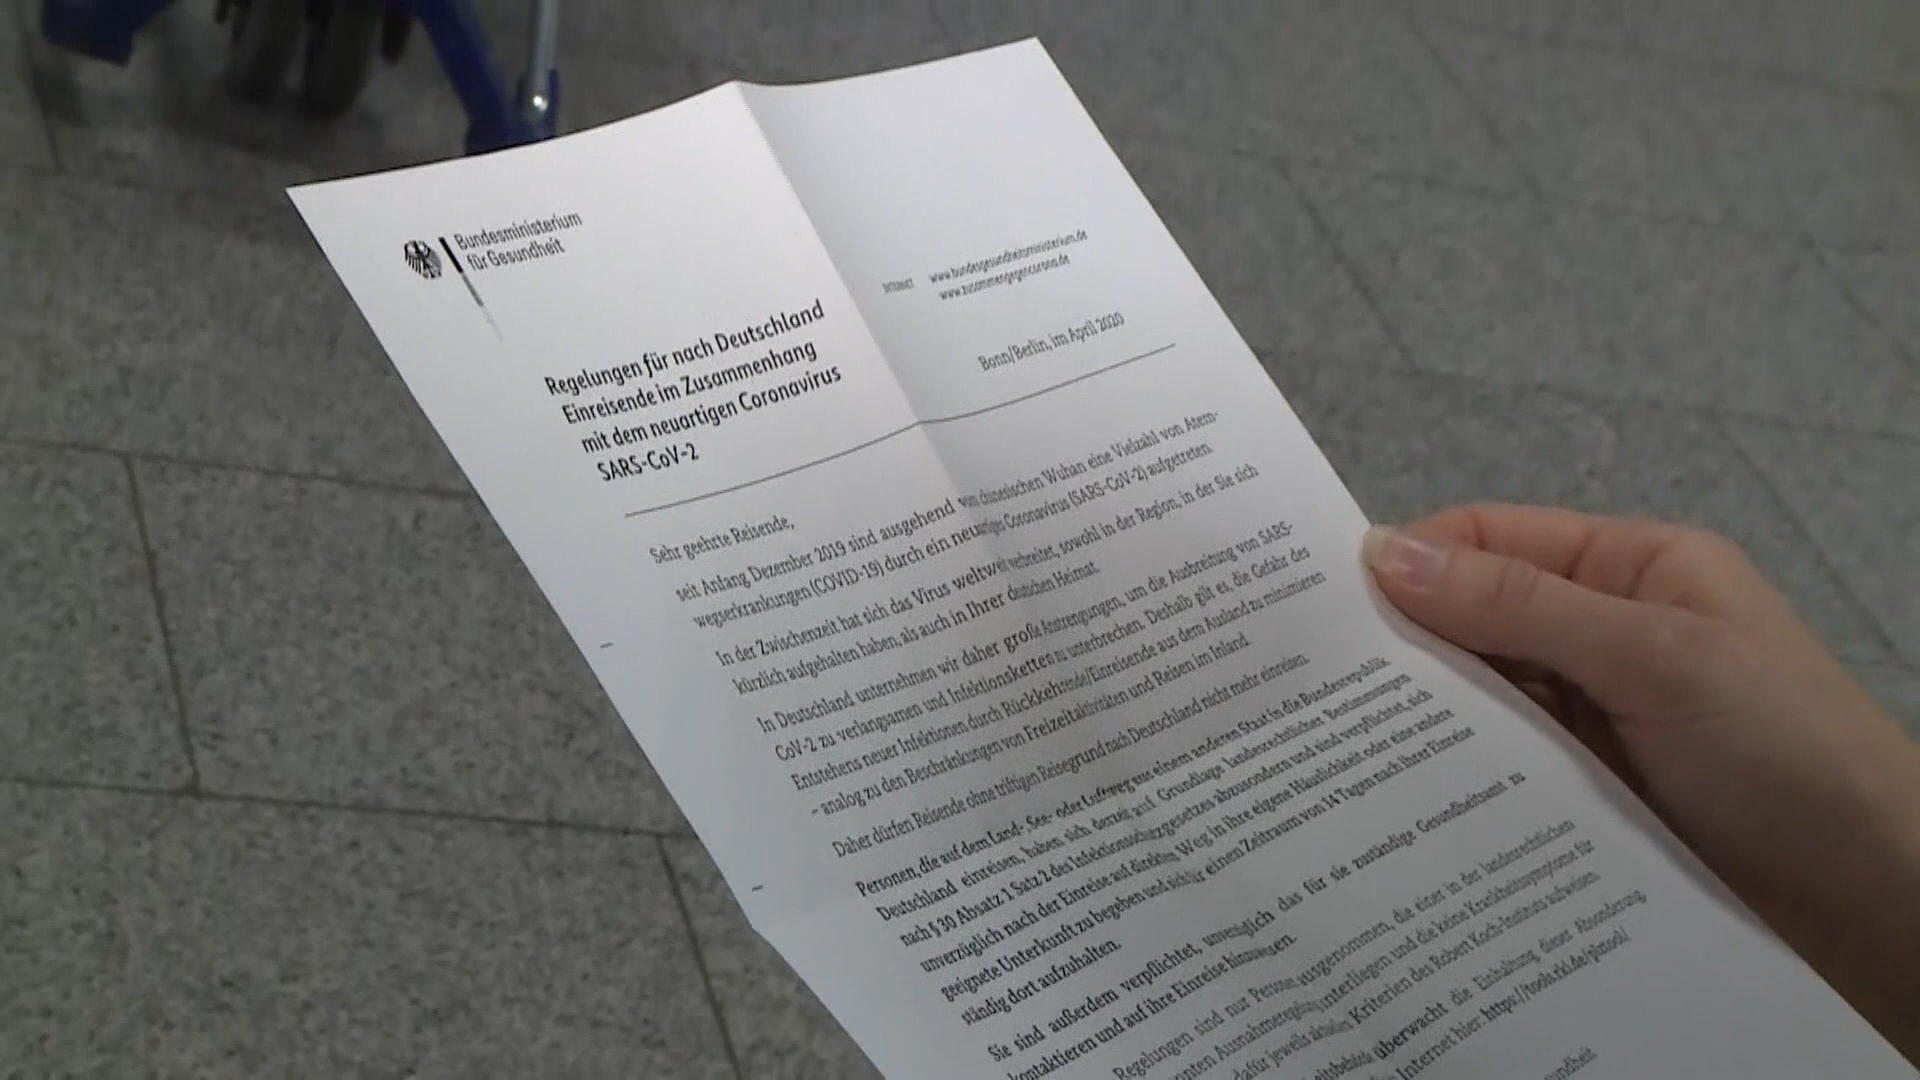 Bundesministerium
für Gesundheit
INTERNET www.bundesgesundheitsministerium.de
www.zusammengegencorona.de
Regelungen für nach Deutschland
Einreisende im Zusammenhang
mit dem neuartigen Coronavirus
SARS-CoV-2
Bonn/Berlin, im April 2020
Sehr geehrte Reisende,
seit Anfang Dezember 2019 sind ausgehend vom chinesischen Wuhan eine Vielzahl von Atem-
wegserkrankungen (COVID-19) durch ein neuartiges Coronavirus (SARS-CoV-2) aufgetreten.
In der Zwischenzeit hat sich das Virus weltweit verbreitet, sowohl in der Region, in der Sie sich
kürzlich aufgehalten haben, als auch in Ihrer deutschen Heimat.
In Deutschland unternehmen wir daher große Anstrengungen, um die Ausbreitung von SARS-
CoV-2 zu verlangsamen und Infektionsketten zu unterbrechen. Deshalb gilt es, die Gefahr des
Entstehens neuer Infektionen durch Rückkehrende/Einreisende aus dem Ausland zu minimieren
– analog zu den Beschränkungen von Freizeitaktivitäten und Reisen im Inland.
Daher dürfen Reisende ohne triftigen Reisegrund nach Deutschland nicht mehr einreisen.
Personen, die auf dem Land-, See- oder Luftweg aus einem anderen Staat in die Bundesrepublik
Deutschland einreisen, haben sich derzeit auf Grundlage landesrechtlicher Bestimmungen
nach § 30 Absatz 1 Satz 2 des Infektionsschutzgesetzes abzusondern und sind verpflichtet, sich
unverzüglich nach der Einreise auf direktem Weg in ihre eigene Häuslichkeit oder eine andere
geeignete Unterkunft zu begeben und sich für einen Zeitraum von 14 Tagen nach ihrer Einreise
ständig dort aufzuhalten.
Sie sind außerdem verpflichtet, unverzüglich das für sie zuständige Gesundheitsamt zu
kontaktieren und auf ihre Einreise hinzuweisen.
Regelungen sind nur Personen ausgenommen, die einer in der landesrechtlichen
Ausnahmeregelung unterliegen und die keine Krankheitssymptome für
dafür jeweils aktuellen Kriterien des Robert Koch-Instituts aufweisen.
überwacht die Einhaltung dieser Absonderung.
Internet hier: https://tools.rki.de/plztool/